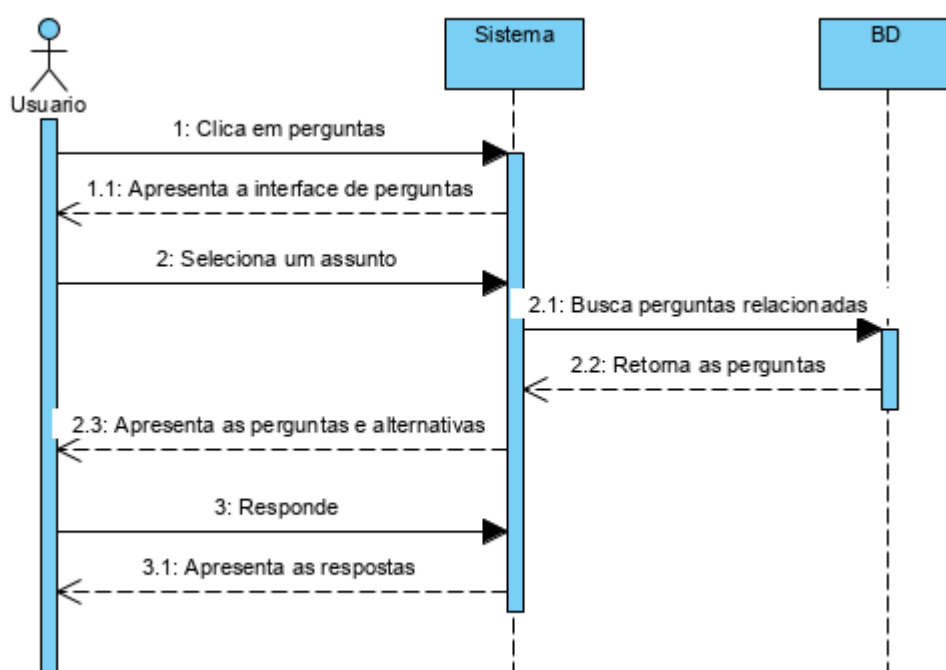 Sistema
BD
Usuario
1: Clica em perguntas
1.1: Apresenta a interface de perguntas
2: Seleciona um assunto
2.1: Busca perguntas relacionadas
2.2: Retorna as perguntas
2.3: Apresenta as perguntas e alternativas
3: Responde
3.1: Apresenta as respostas